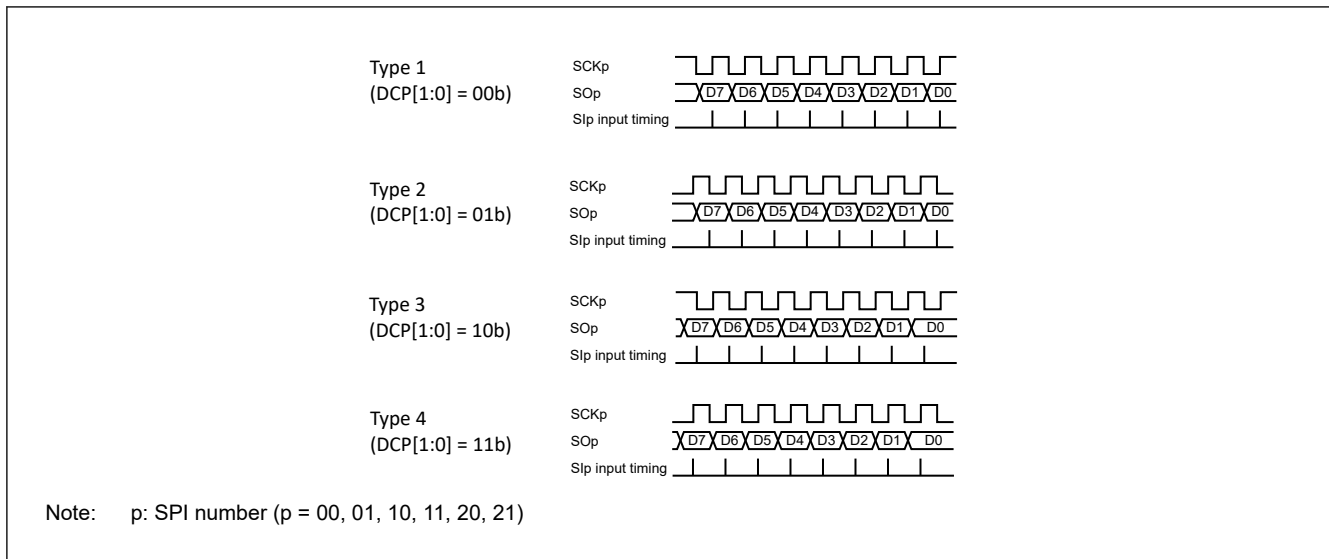 Type 1
(DCP[1:0] = 00b)
SCKp
SOp
D7 D6 D5 D4 D3 D2 D1 D0
SIp input timing
Type 2
(DCP[1:0] = 01b)
SCKp
SOp
D7 D6 D5 D4 D3 D2 D1 D0
SIp input timing
Type 3
(DCP[1:0] = 10b)
SCKp
SOp
D7 D6 D5 D4 D3 D2 D1 D0
SIp input timing
Type 4
(DCP[1:0] = 11b)
SCKp
SOp
D7 D6 D5 D4 D3 D2 D1 D0
SIp input timing
Note: p: SPI number (p = 00, 01, 10, 11, 20, 21)